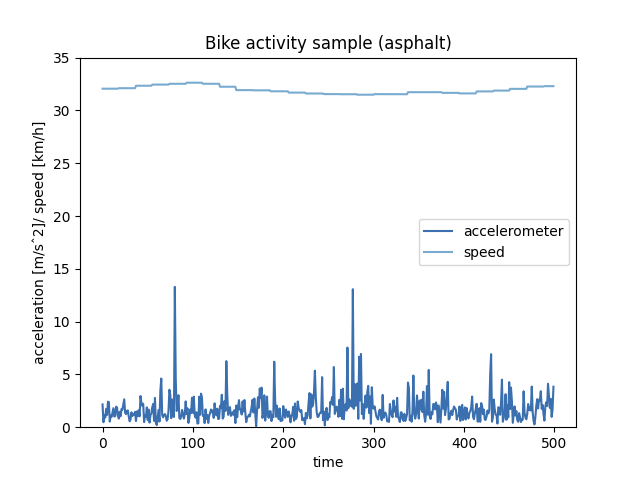 Bike activity sample (asphalt)
35
30
25
20
15
10
5
0
acceleration [m/s^2]/ speed [km/h]
accelerometer
speed
0
100
200
300
400
500
time